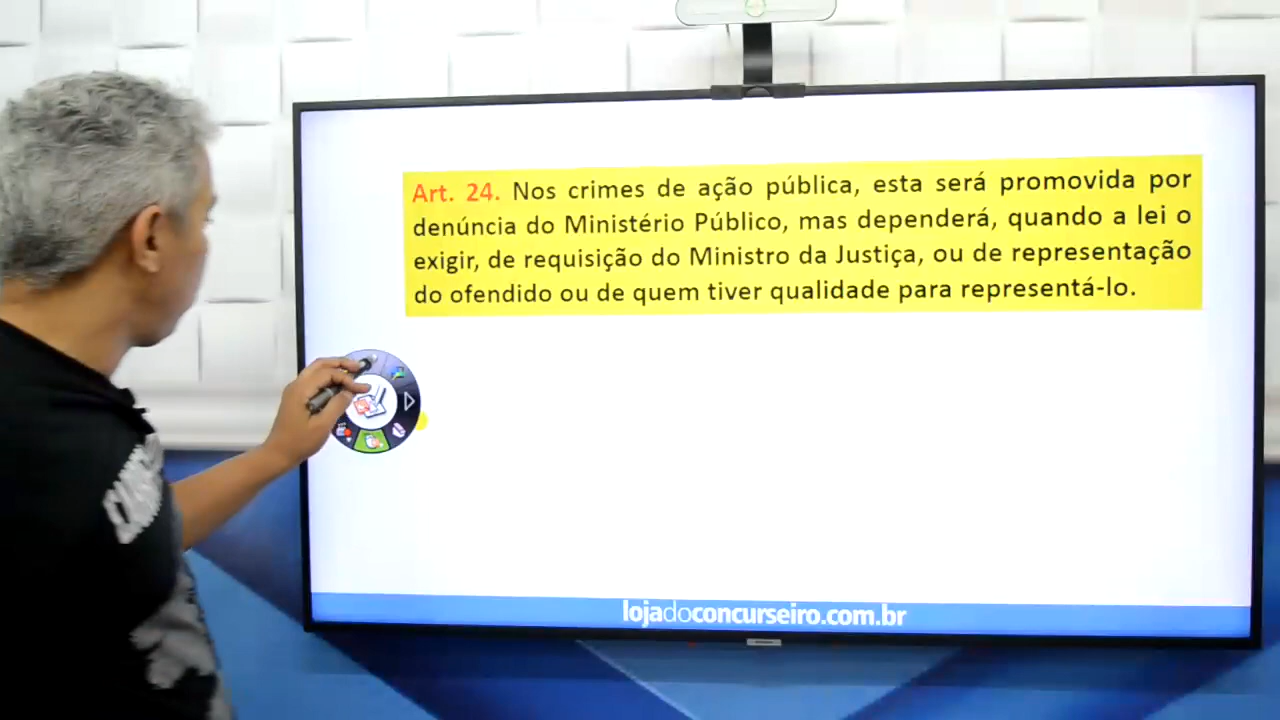 Art. 24. Nos crimes de ação pública, esta será promovida por
denúncia do Ministério Público, mas dependerá, quando a lei o
exigir, de requisição do Ministro da Justiça, ou de representação
do ofendido ou de quem tiver qualidade para representá-lo.
lojadoconcurseiro.com.br